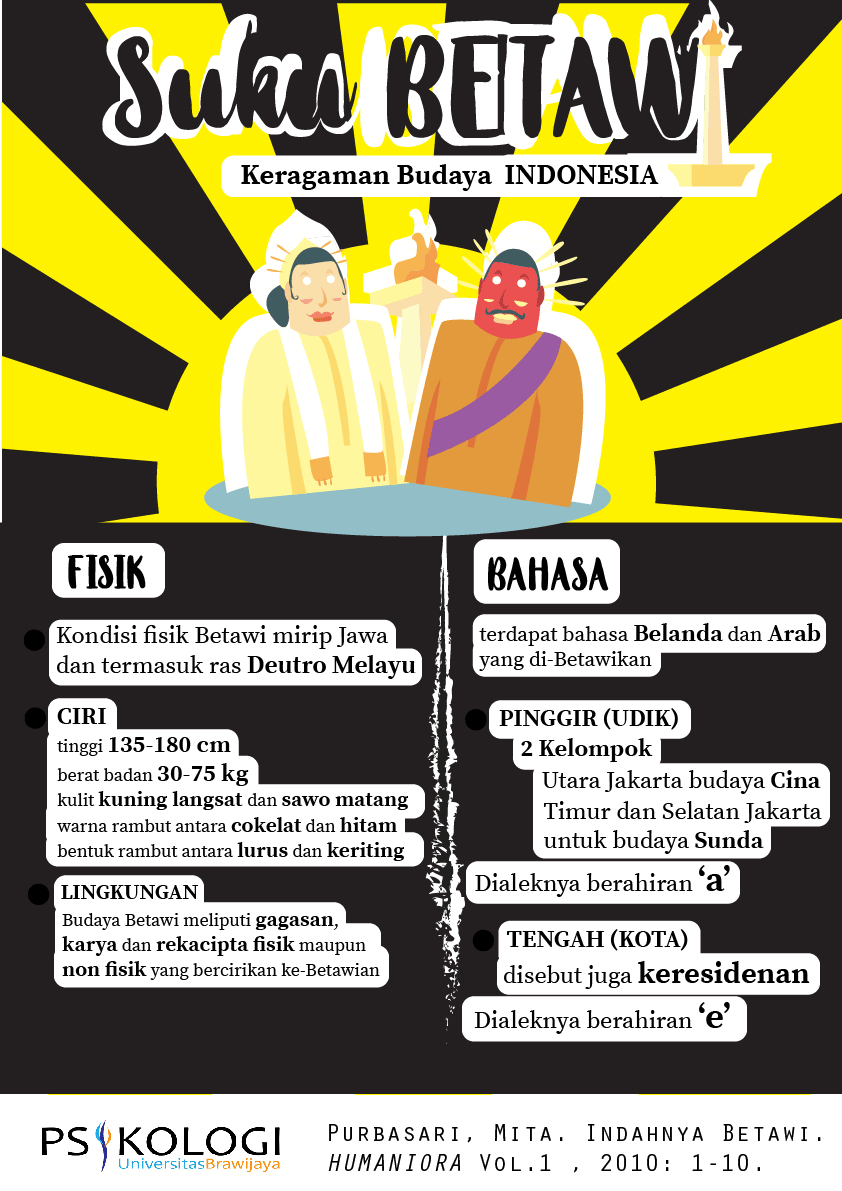 Suku BETAWI
Keragaman Budaya INDONESIA
FISIK
Kondisi fisik Betawi mirip Jawa
dan termasuk ras Deutro Melayu
CIRI
tinggi 135-180 cm
berat badan 30-75 kg
kulit kuning langsat dan sawo matang
warna rambut antara cokelat dan hitam
bentuk rambut antara lurus dan keriting
LINGKUNGAN
Budaya Betawi meliputi gagasan,
karya dan rekacipta fisik maupun
non fisik yang bercirikan ke-Betawian
BAHASA
terdapat bahasa Belanda dan Arab
yang di-Betawikan
PINGGIR (UDIK)
2 Kelompok
Utara Jakarta budaya Cina
Timur dan Selatan Jakarta
untuk budaya Sunda
Dialeknya berahiran ‘a’
TENGAH (KOTA)
disebut juga keresidenan
Dialeknya berahiran ‘e’
PSIKOLOGI
UniversitasBrawijaya
Purbasari, Mita. Indahnya Betawi.
HUMANIORA Vol.1 , 2010: 1-10.